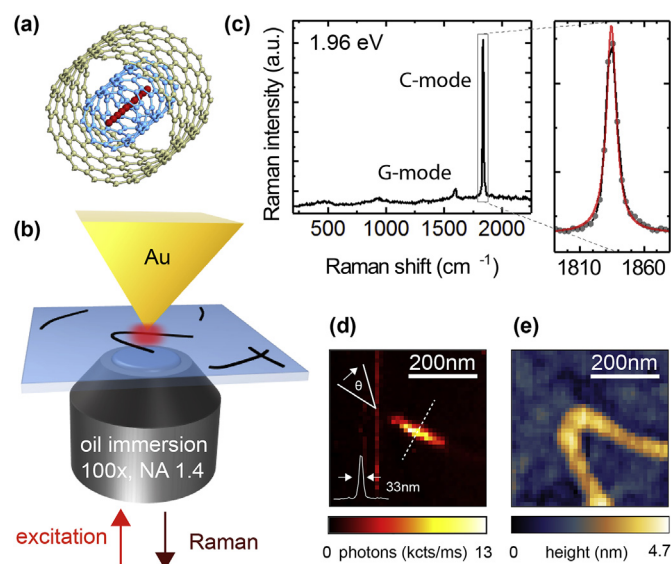 (a)
(b)
Au
oil immersion
100x, NA 1.4
excitation
Raman
(c)
1.96 eV
C-mode
G-mode
Raman intensity (a.u.)
500 1000 1500 2000
Raman shift (cm⁻¹)
1810 1860
(d)
200nm
θ
33nm
0 photons (kcts/ms) 13
(e)
200nm
0 height (nm) 4.7